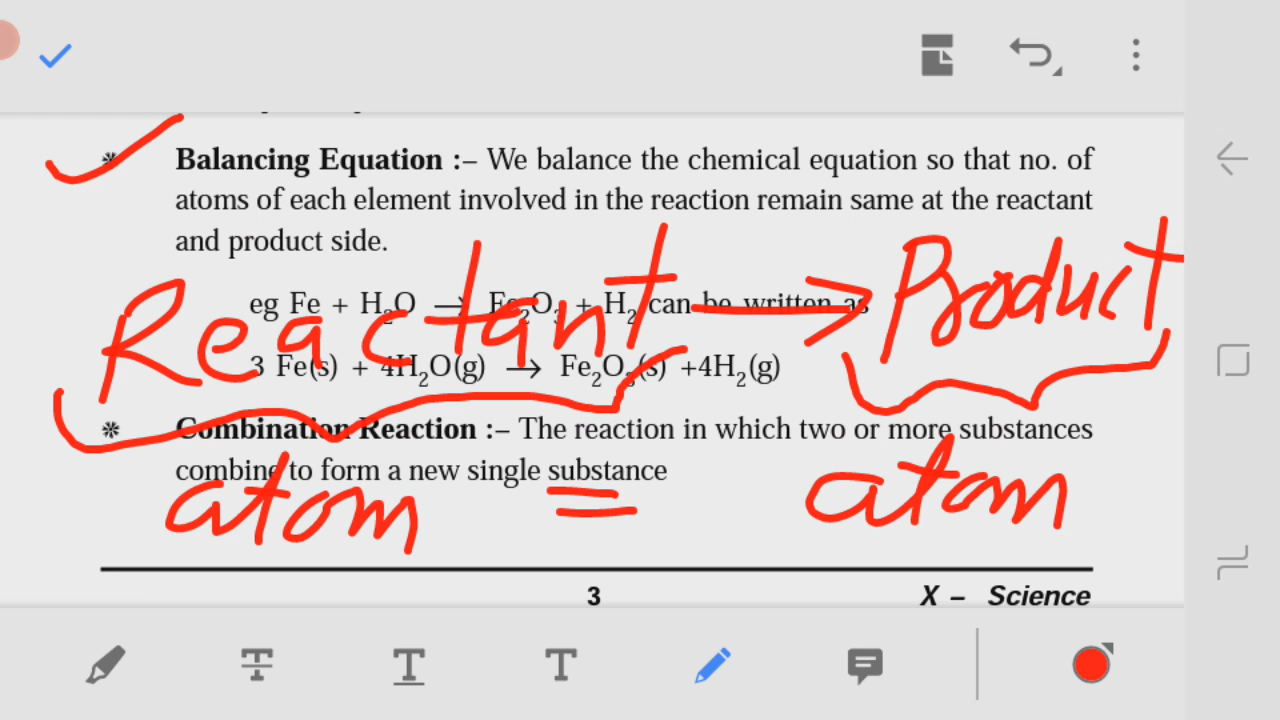 * Balancing Equation :– We balance the chemical equation so that no. of
atoms of each element involved in the reaction remain same at the reactant
and product side.
eg Fe + H₂O → Fe₂O₃ + H₂ can be written as
Reactant → Product
3 Fe(s) + 4H₂O(g) → Fe₂O₃(s) +4H₂(g)
* Combination Reaction :– The reaction in which two or more substances
combine to form a new single substance
atom = atom
3 X – Science